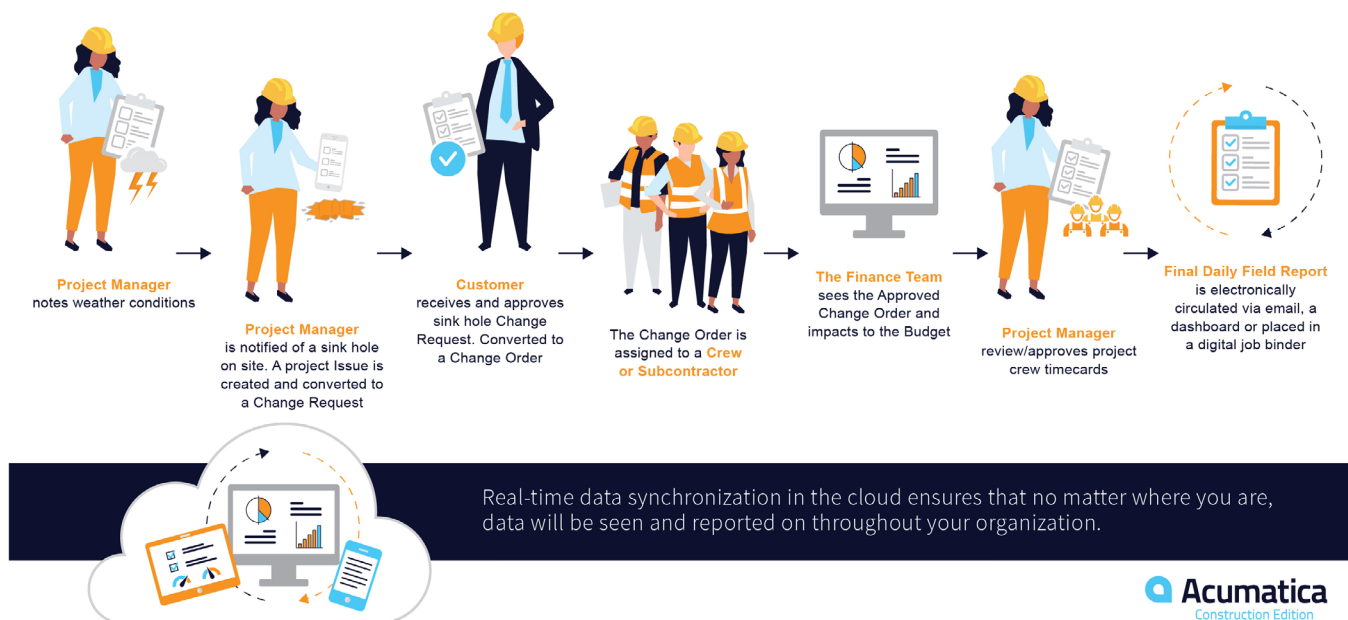 Project Manager
notes weather conditions
Project Manager
is notified of a sink hole
on site. A project Issue is
created and converted to
a Change Request
Customer
receives and approves
sink hole Change
Request. Converted to
a Change Order
The Change Order is
assigned to a Crew
or Subcontractor
The Finance Team
sees the Approved
Change Order and
impacts to the Budget
Project Manager
review/approves project
crew timecards
Final Daily Field Report
is electronically
circulated via email, a
dashboard or placed in
a digital job binder
Real-time data synchronization in the cloud ensures that no matter where you are,
data will be seen and reported on throughout your organization.
Acumatica
Construction Edition